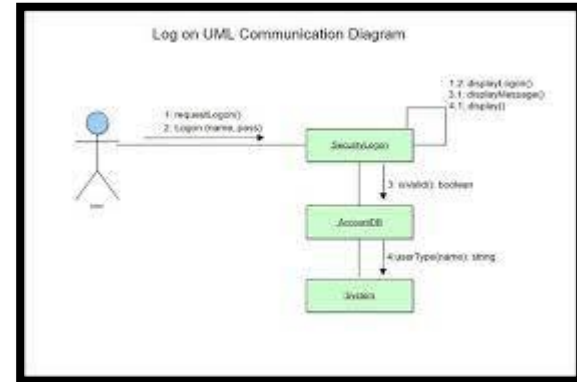 Log on UML Communication Diagram
1.2: displayLogon()
3.1: displayMessage()
4.1: display()
1: requestLogon()
2: Logon (name, pass)
:SecurityLogon
3: isValid(): boolean
:AccountDB
4:userType(name): string
:System